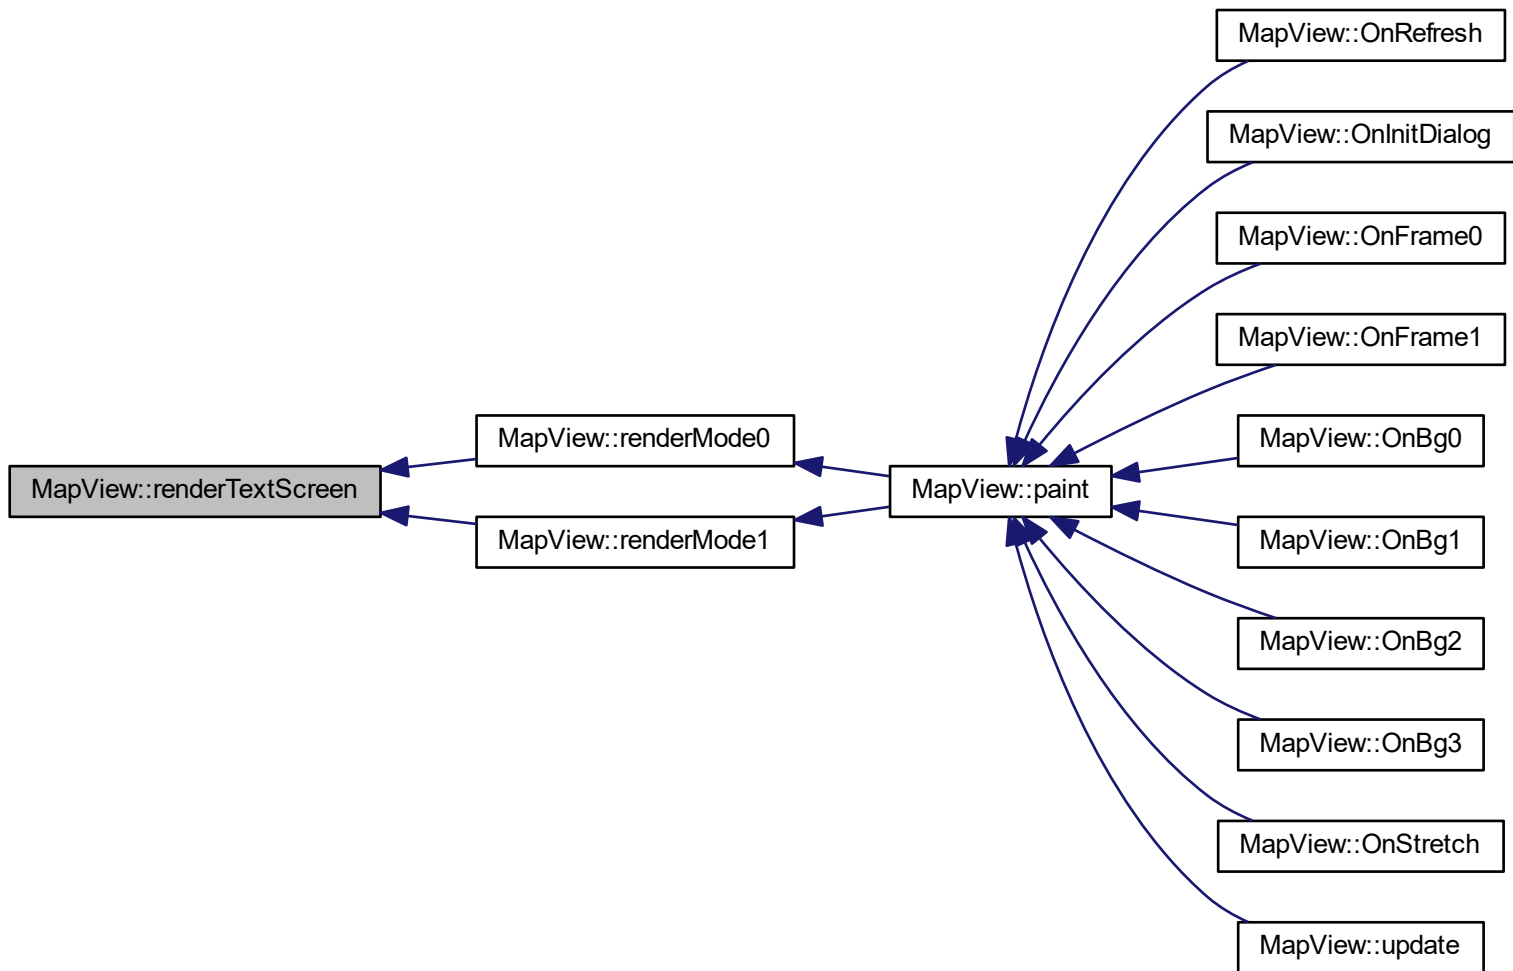 MapView::OnRefresh
MapView::OnInitDialog
MapView::OnFrame0
MapView::OnFrame1
MapView::renderMode0
MapView::OnBg0
MapView::renderTextScreen
MapView::paint
MapView::renderMode1
MapView::OnBg1
MapView::OnBg2
MapView::OnBg3
MapView::OnStretch
MapView::update